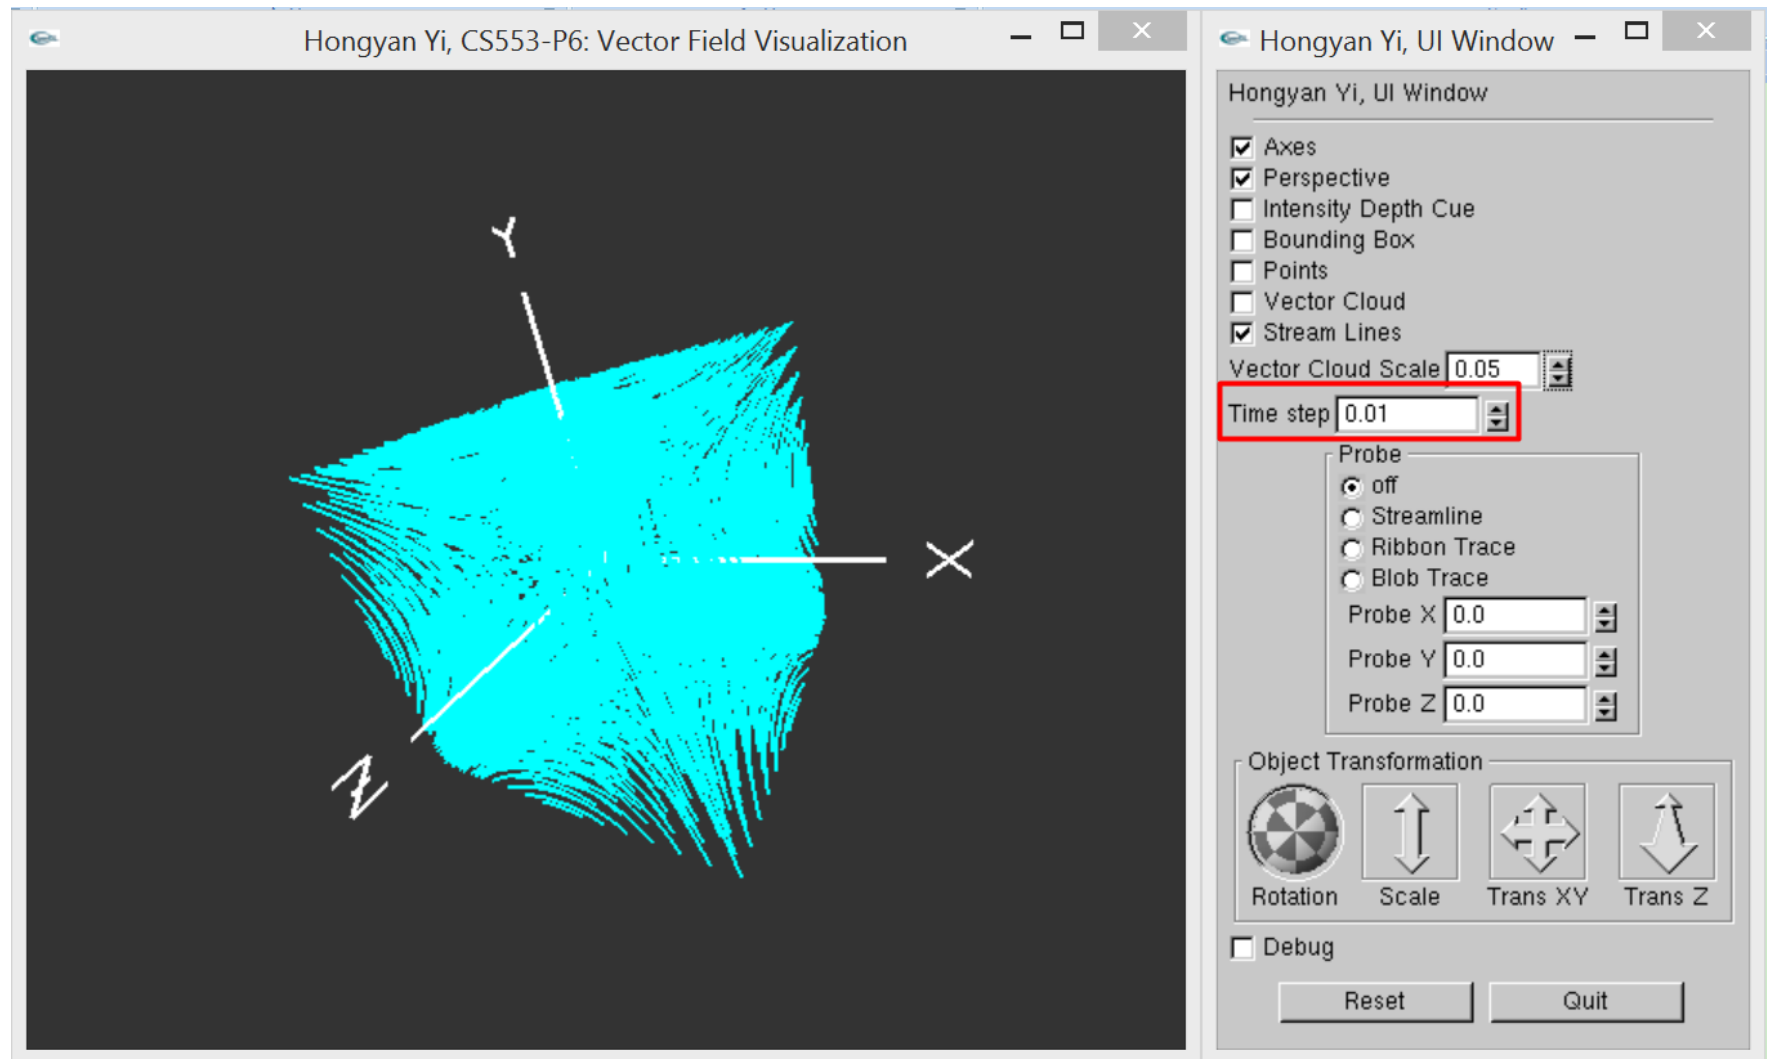 Hongyan Yi, CS553-P6: Vector Field Visualization
Y
X
Z
Hongyan Yi, UI Window
Hongyan Yi, UI Window
Axes
Perspective
Intensity Depth Cue
Bounding Box
Points
Vector Cloud
Stream Lines
Vector Cloud Scale 0.05
Time step 0.01
Probe
off
Streamline
Ribbon Trace
Blob Trace
Probe X 0.0
Probe Y 0.0
Probe Z 0.0
Object Transformation
Rotation Scale Trans XY Trans Z
Debug
Reset Quit